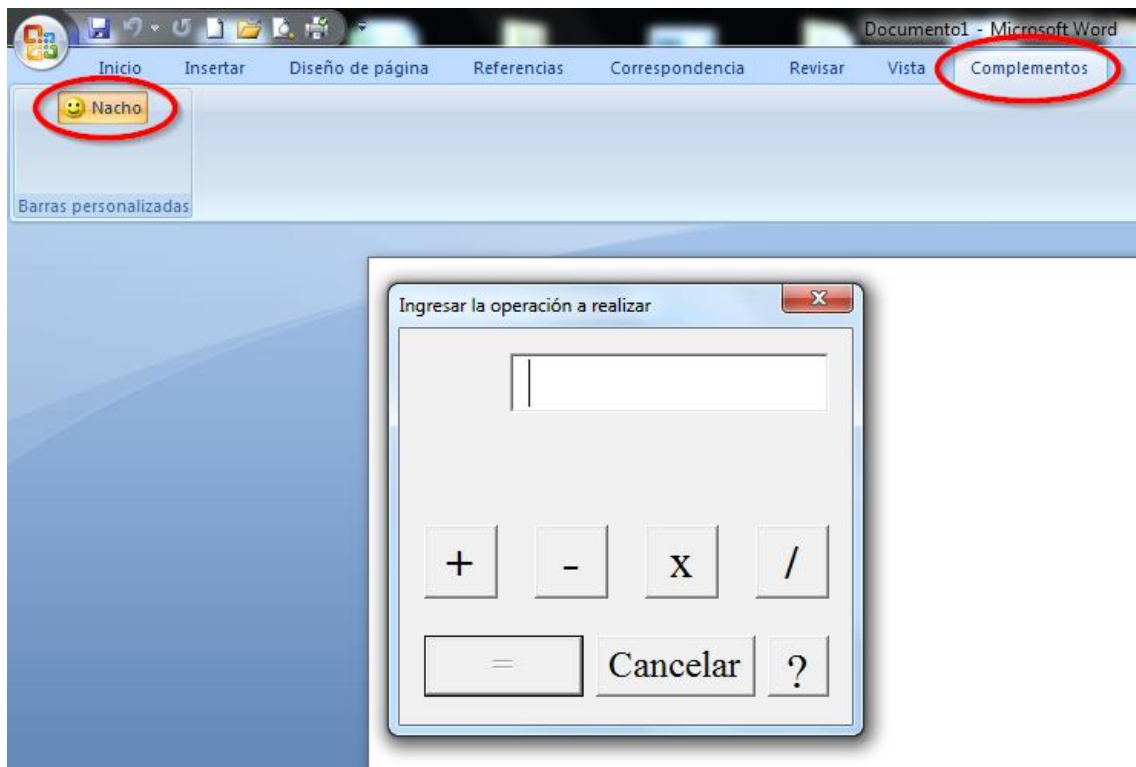 Documento1 - Microsoft Word
Inicio Insertar Diseño de página Referencias Correspondencia Revisar Vista Complementos
Nacho
Barras personalizadas
Ingresar la operación a realizar
+ - x /
= Cancelar ?